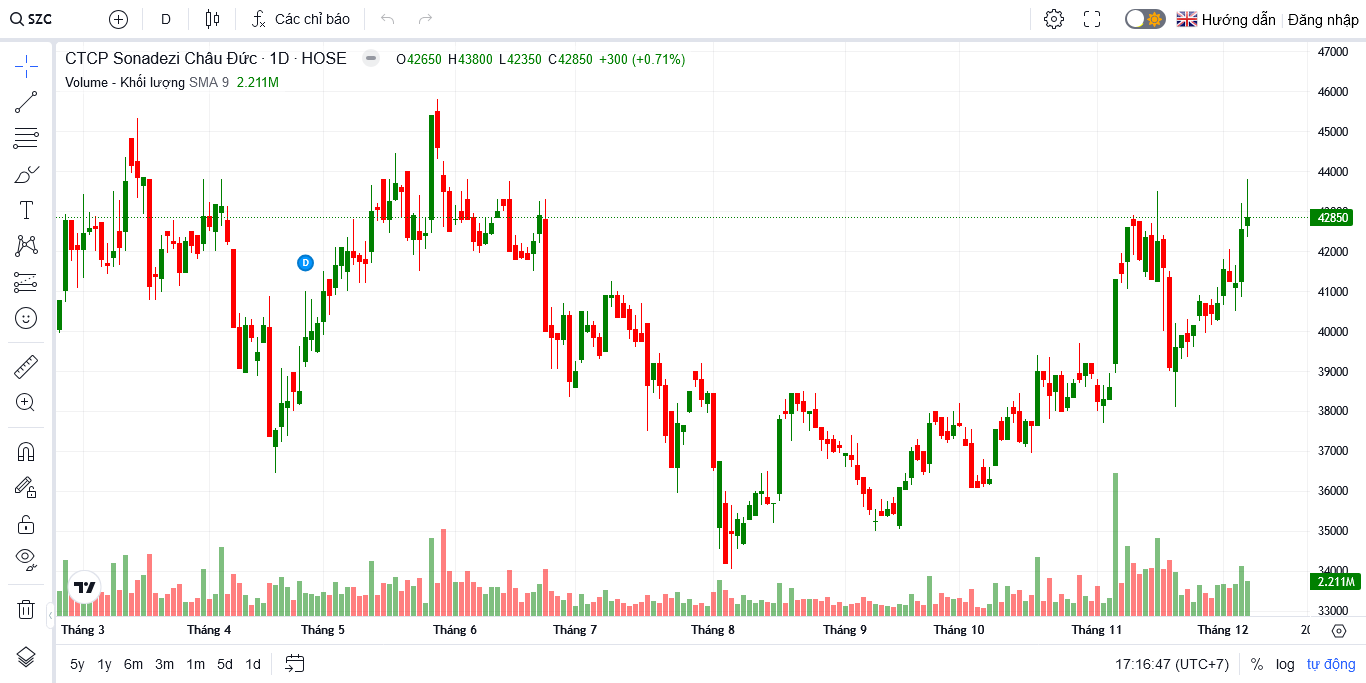 SZC D Các chỉ báo Hướng dẫn Đăng nhập
CTCP Sonadezi Châu Đức · 1D · HOSE O42650 H43800 L42350 C42850 +300 (+0.71%)
Volume - Khối lượng SMA 9 2.211M
47000
46000
45000
44000
42850
42000
41000
40000
39000
38000
37000
36000
35000
34000
2.211M
33000
D
Tháng 3 Tháng 4 Tháng 5 Tháng 6 Tháng 7 Tháng 8 Tháng 9 Tháng 10 Tháng 11 Tháng 12
5y 1y 6m 3m 1m 5d 1d 17:16:47 (UTC+7) % log tự động